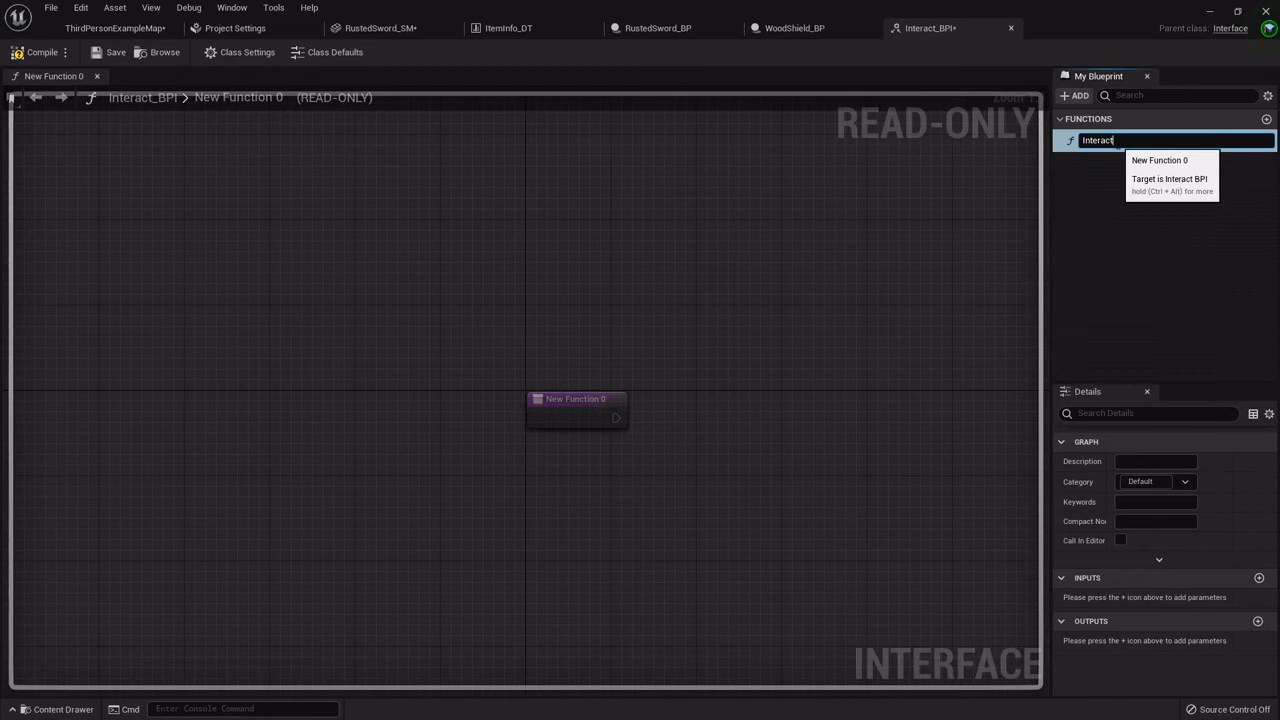 File Edit Asset View Debug Window Tools Help
ThirdPersonExampleMap* Project Settings RustedSword_SM* ItemInfo_DT RustedSword_BP WoodShield_BP Interact_BPI* Parent class: Interface
Compile Save Browse Class Settings Class Defaults
New Function 0
My Blueprint
Interact_BPI > New Function 0 (READ-ONLY)
ADD Search
READ-ONLY
FUNCTIONS
Interact
New Function 0
Target is Interact BPI
hold (Ctrl + Alt) for more
New Function 0
Details
Search Details
GRAPH
Description
Category Default
Keywords
Compact No
Call In Editor
INPUTS
Please press the + icon above to add parameters
OUTPUTS
Please press the + icon above to add parameters
INTERFACE
Content Drawer Cmd Enter Console Command Source Control Off